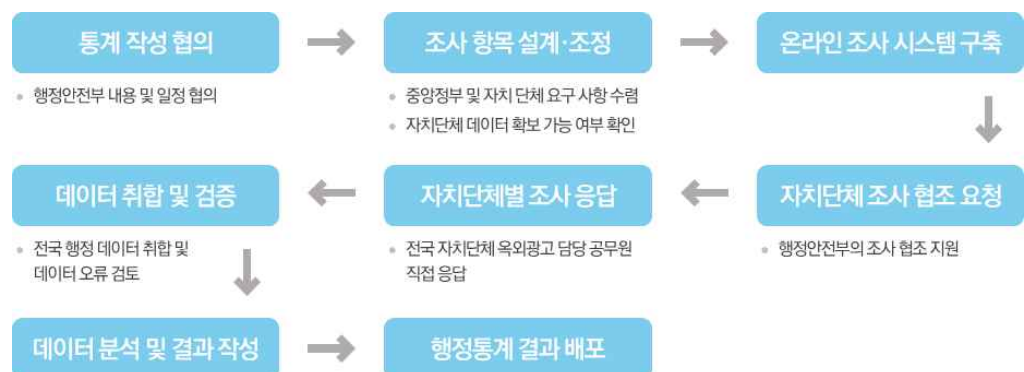 통계 작성 협의
조사 항목 설계·조정
온라인 조사 시스템 구축
• 행정안전부 내용 및 일정 협의
• 중앙정부 및 자치 단체 요구 사항 수렴
• 자치단체 데이터 확보 가능 여부 확인
자치단체 조사 협조 요청
• 행정안전부의 조사 협조 지원
자치단체별 조사 응답
• 전국 자치단체 옥외광고 담당 공무원
직접 응답
데이터 취합 및 검증
• 전국 행정 데이터 취합 및
데이터 오류 검토
데이터 분석 및 결과 작성
행정통계 결과 배포